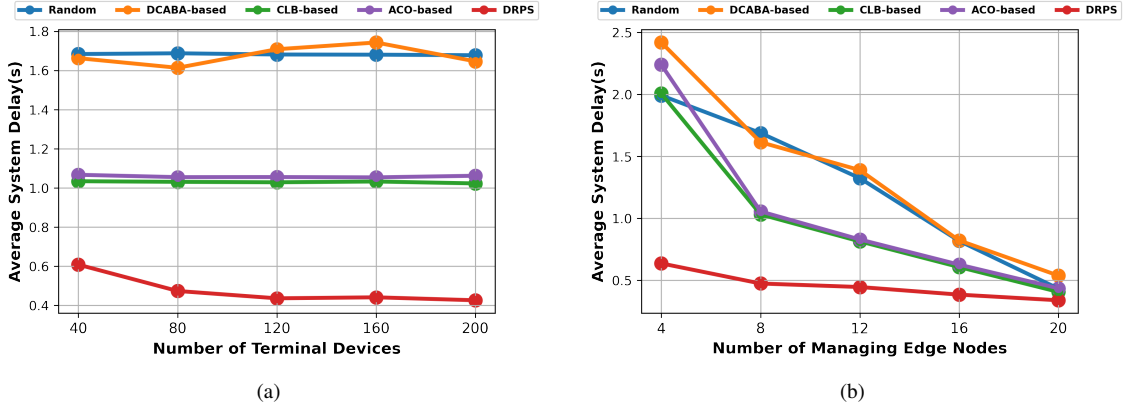 Random DCABA-based CLB-based ACO-based DRPS
1.8
1.6
1.4
1.2
1.0
0.8
0.6
0.4
Average System Delay(s)
40 80 120 160 200
Number of Terminal Devices
(a)
Random DCABA-based CLB-based ACO-based DRPS
2.5
2.0
1.5
1.0
0.5
Average System Delay(s)
4 8 12 16 20
Number of Managing Edge Nodes
(b)